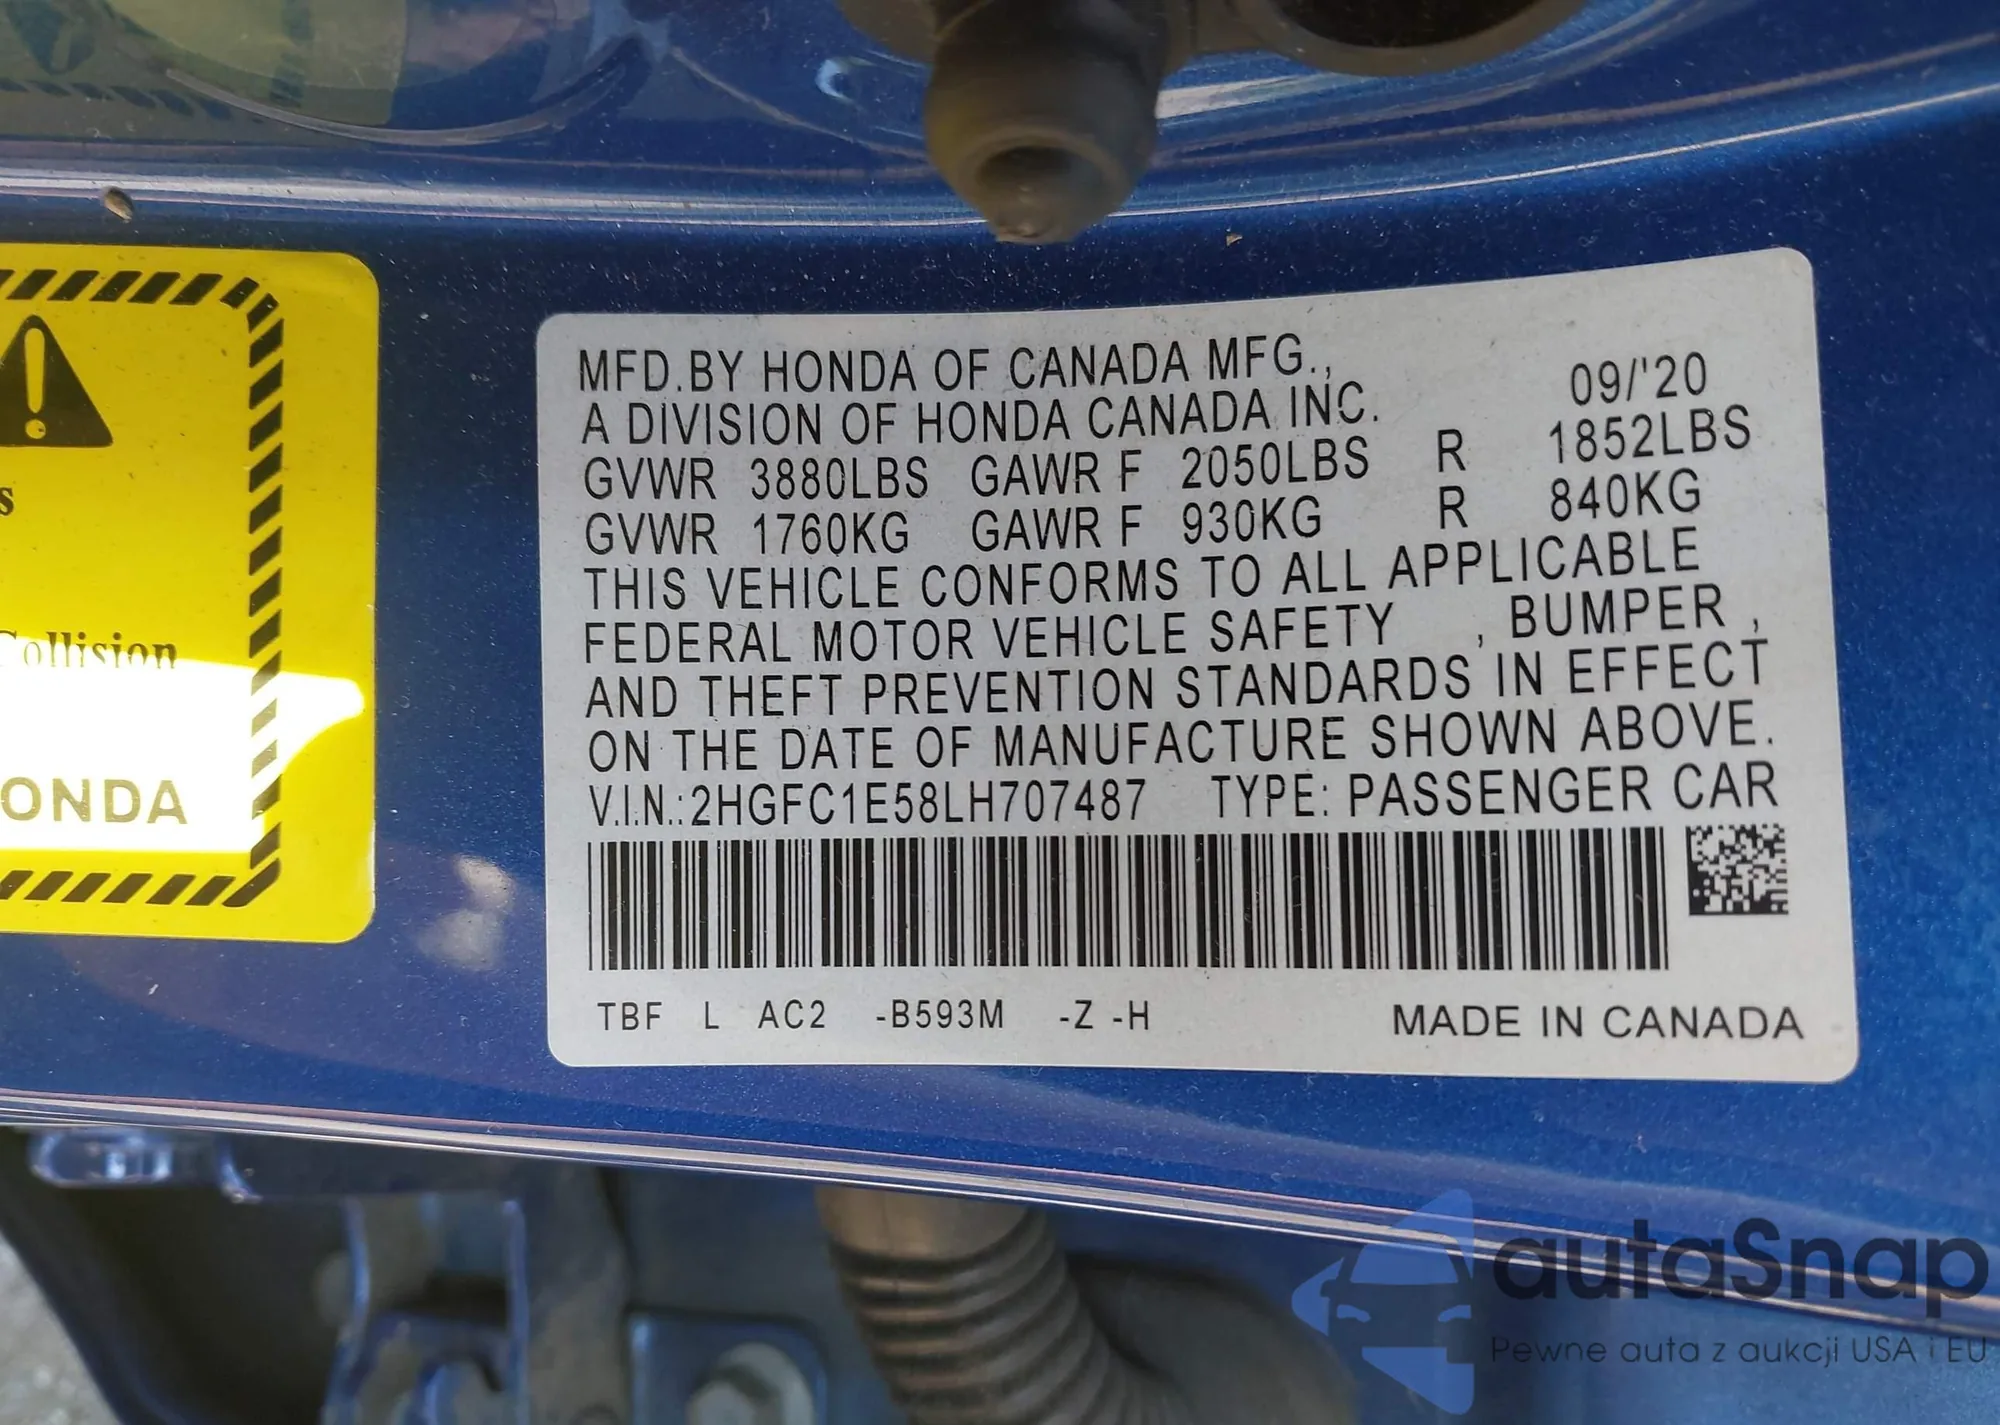 s
Collision
ONDA
MFD.BY HONDA OF CANADA MFG., 09/'20
A DIVISION OF HONDA CANADA INC.
GVWR 3880LBS GAWR F 2050LBS R 1852LBS
GVWR 1760KG GAWR F 930KG R 840KG
THIS VEHICLE CONFORMS TO ALL APPLICABLE
FEDERAL MOTOR VEHICLE SAFETY , BUMPER ,
AND THEFT PREVENTION STANDARDS IN EFFECT
ON THE DATE OF MANUFACTURE SHOWN ABOVE.
V.I.N.:2HGFC1E58LH707487 TYPE: PASSENGER CAR
TBF L AC2 -B593M -Z -H MADE IN CANADA
autaSnap
Pewne auta z aukcji USA i EU